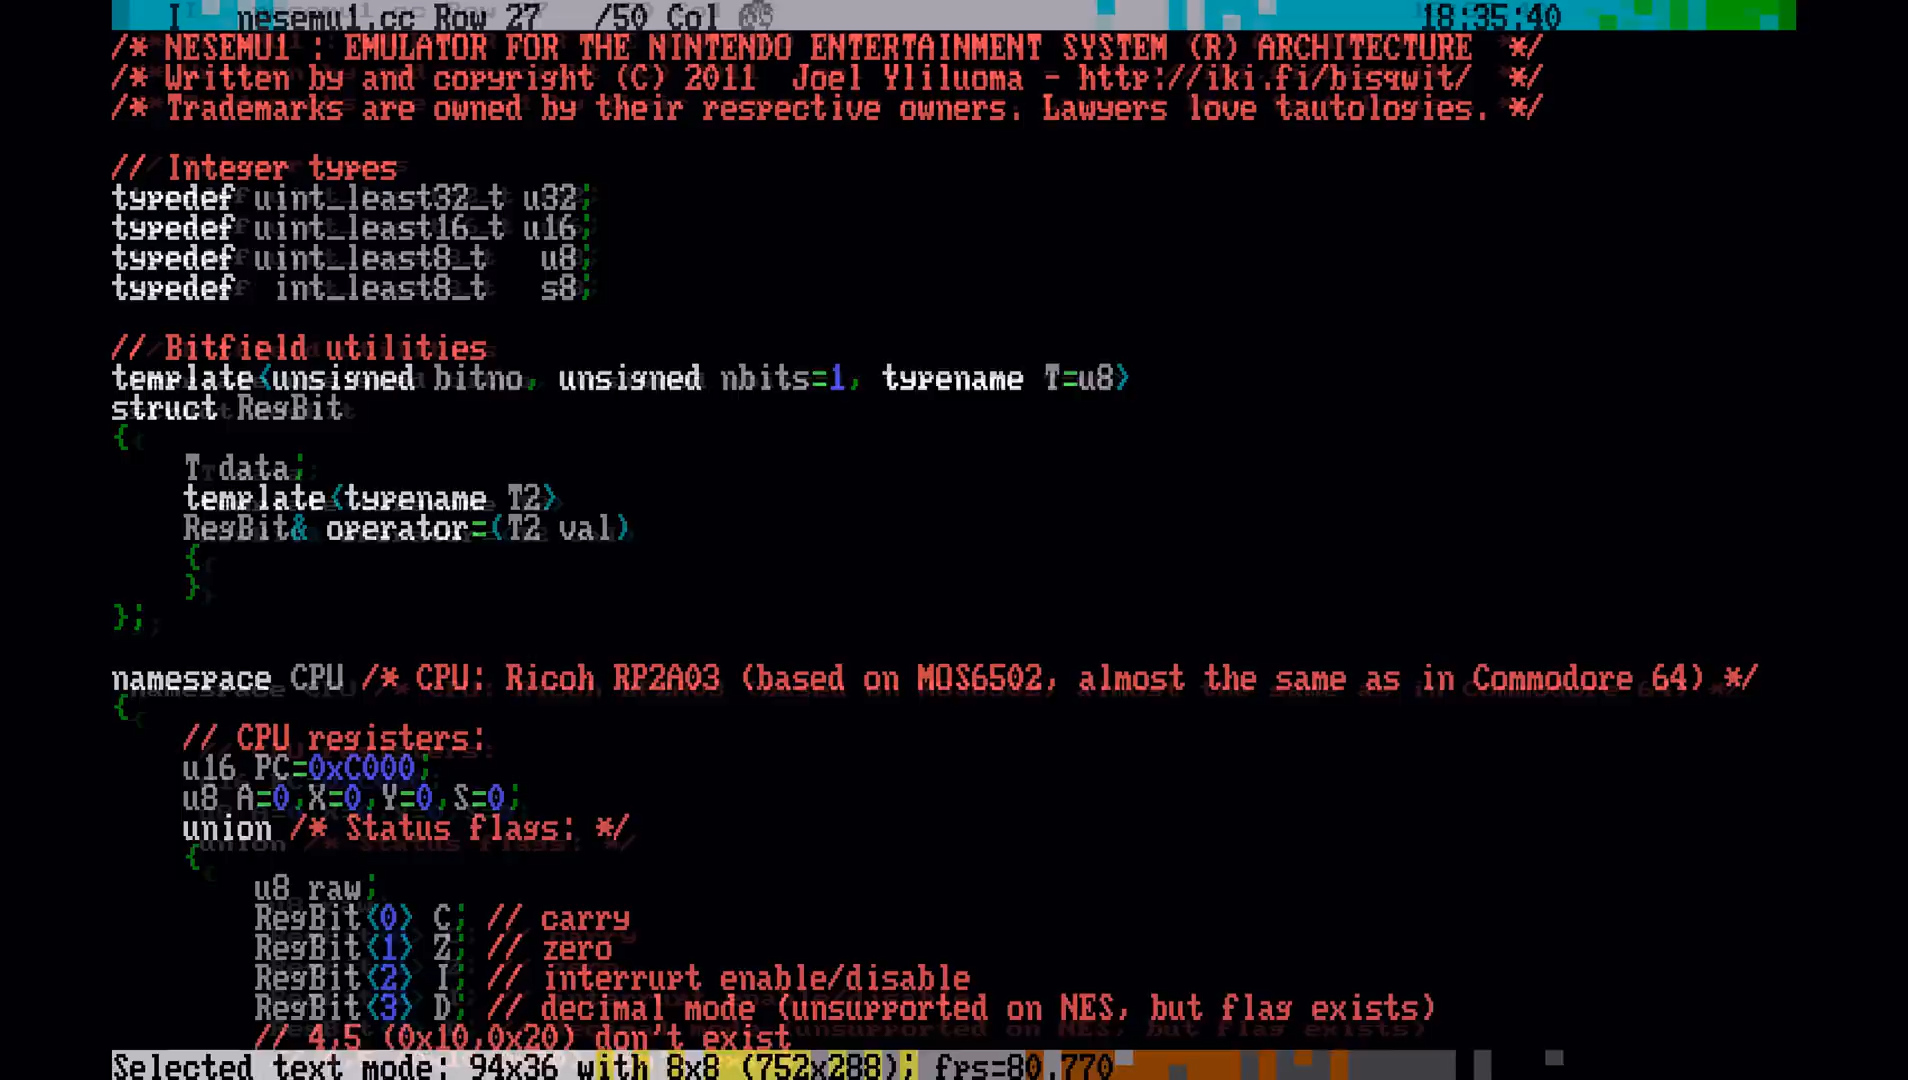 I nesemu1.cc Row 27 /50 Col 18:35:40
/* NESEMU1 : EMULATOR FOR THE NINTENDO ENTERTAINMENT SYSTEM (R) ARCHITECTURE */
/* Written by and copyright (C) 2011 Joel Yliluoma - http://iki.fi/bisqwit/ */
/* Trademarks are owned by their respective owners. Lawyers love tautologies. */
// Integer types
typedef uint_least32_t u32;
typedef uint_least16_t u16;
typedef uint_least8_t u8;
typedef int_least8_t s8;
// Bitfield utilities
template<unsigned bitno, unsigned nbits=1, typename T=u8>
struct RegBit
{
T data;
template<typename T2>
RegBit& operator=(T2 val)
{
}
};
namespace CPU /* CPU: Ricoh RP2A03 (based on MOS6502, almost the same as in Commodore 64) */
{
// CPU registers:
u16 PC=0xC000;
u8 A=0,X=0,Y=0,S=0;
union /* Status flags: */
{
u8 raw;
RegBit<0> C; // carry
RegBit<1> Z; // zero
RegBit<2> I; // interrupt enable/disable
RegBit<3> D; // decimal mode (unsupported on NES, but flag exists)
// 4,5 (0x10,0x20) don't exist
Selected text mode: 94x36 with 8x8 (752x288); fps=80.770